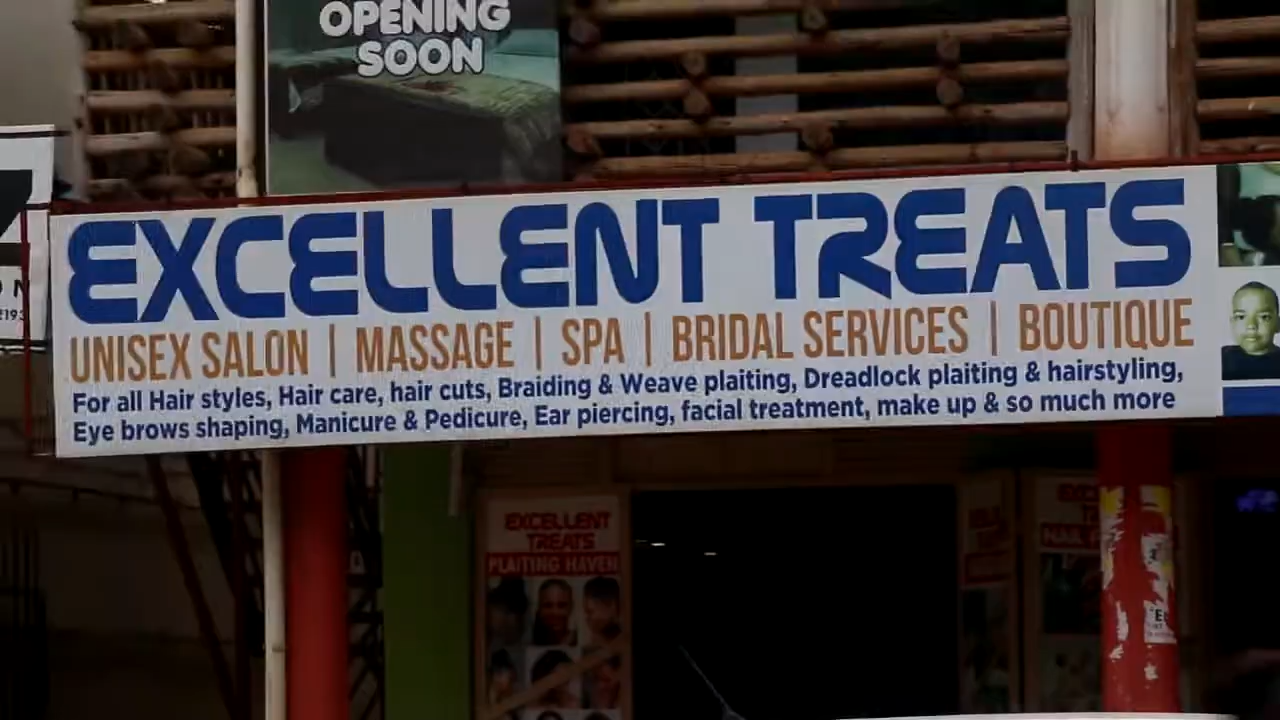 OPENING
SOON
EXCELLENT TREATS
UNISEX SALON | MASSAGE | SPA | BRIDAL SERVICES | BOUTIQUE
For all Hair styles, Hair care, hair cuts, Braiding & Weave plaiting, Dreadlock plaiting & hairstyling,
Eye brows shaping, Manicure & Pedicure, Ear piercing, facial treatment, make up & so much more
EXCELLENT
TREATS
PLAITING HAVEN